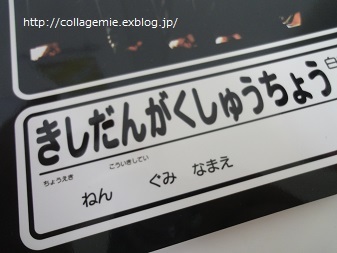 http://collagemie.exblog.jp/
きしだんがくしゅうちょう
白
ちょうえき こういきしてい
ねん ぐみ なまえ